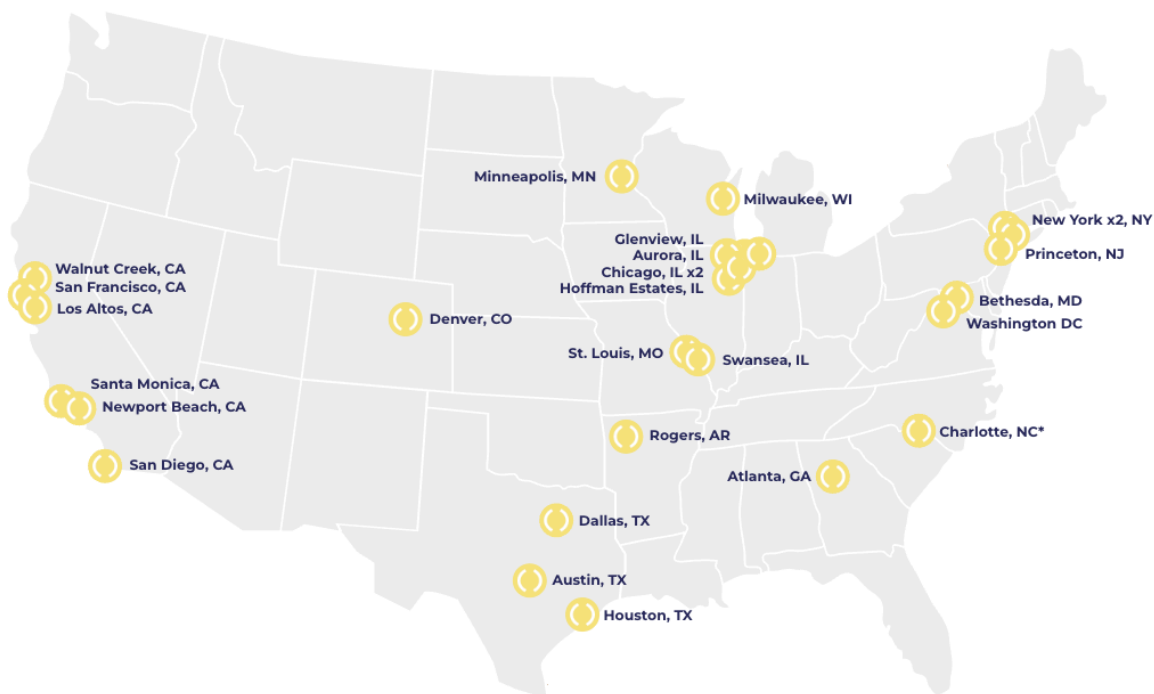 Minneapolis, MN
Milwaukee, WI
New York x2, NY
Glenview, IL
Aurora, IL
Princeton, NJ
Walnut Creek, CA
Chicago, IL x2
San Francisco, CA
Hoffman Estates, IL
Los Altos, CA
Bethesda, MD
Denver, CO
Washington DC
St. Louis, MO
Swansea, IL
Santa Monica, CA
Newport Beach, CA
Rogers, AR
Charlotte, NC*
San Diego, CA
Atlanta, GA
Dallas, TX
Austin, TX
Houston, TX